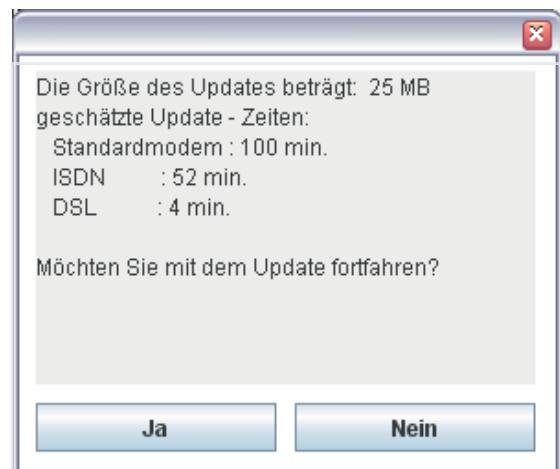 Die Größe des Updates beträgt:  25 MB
geschätzte Update - Zeiten:
Standardmodem : 100 min.
ISDN : 52 min.
DSL : 4 min.
Möchten Sie mit dem Update fortfahren?
Ja Nein